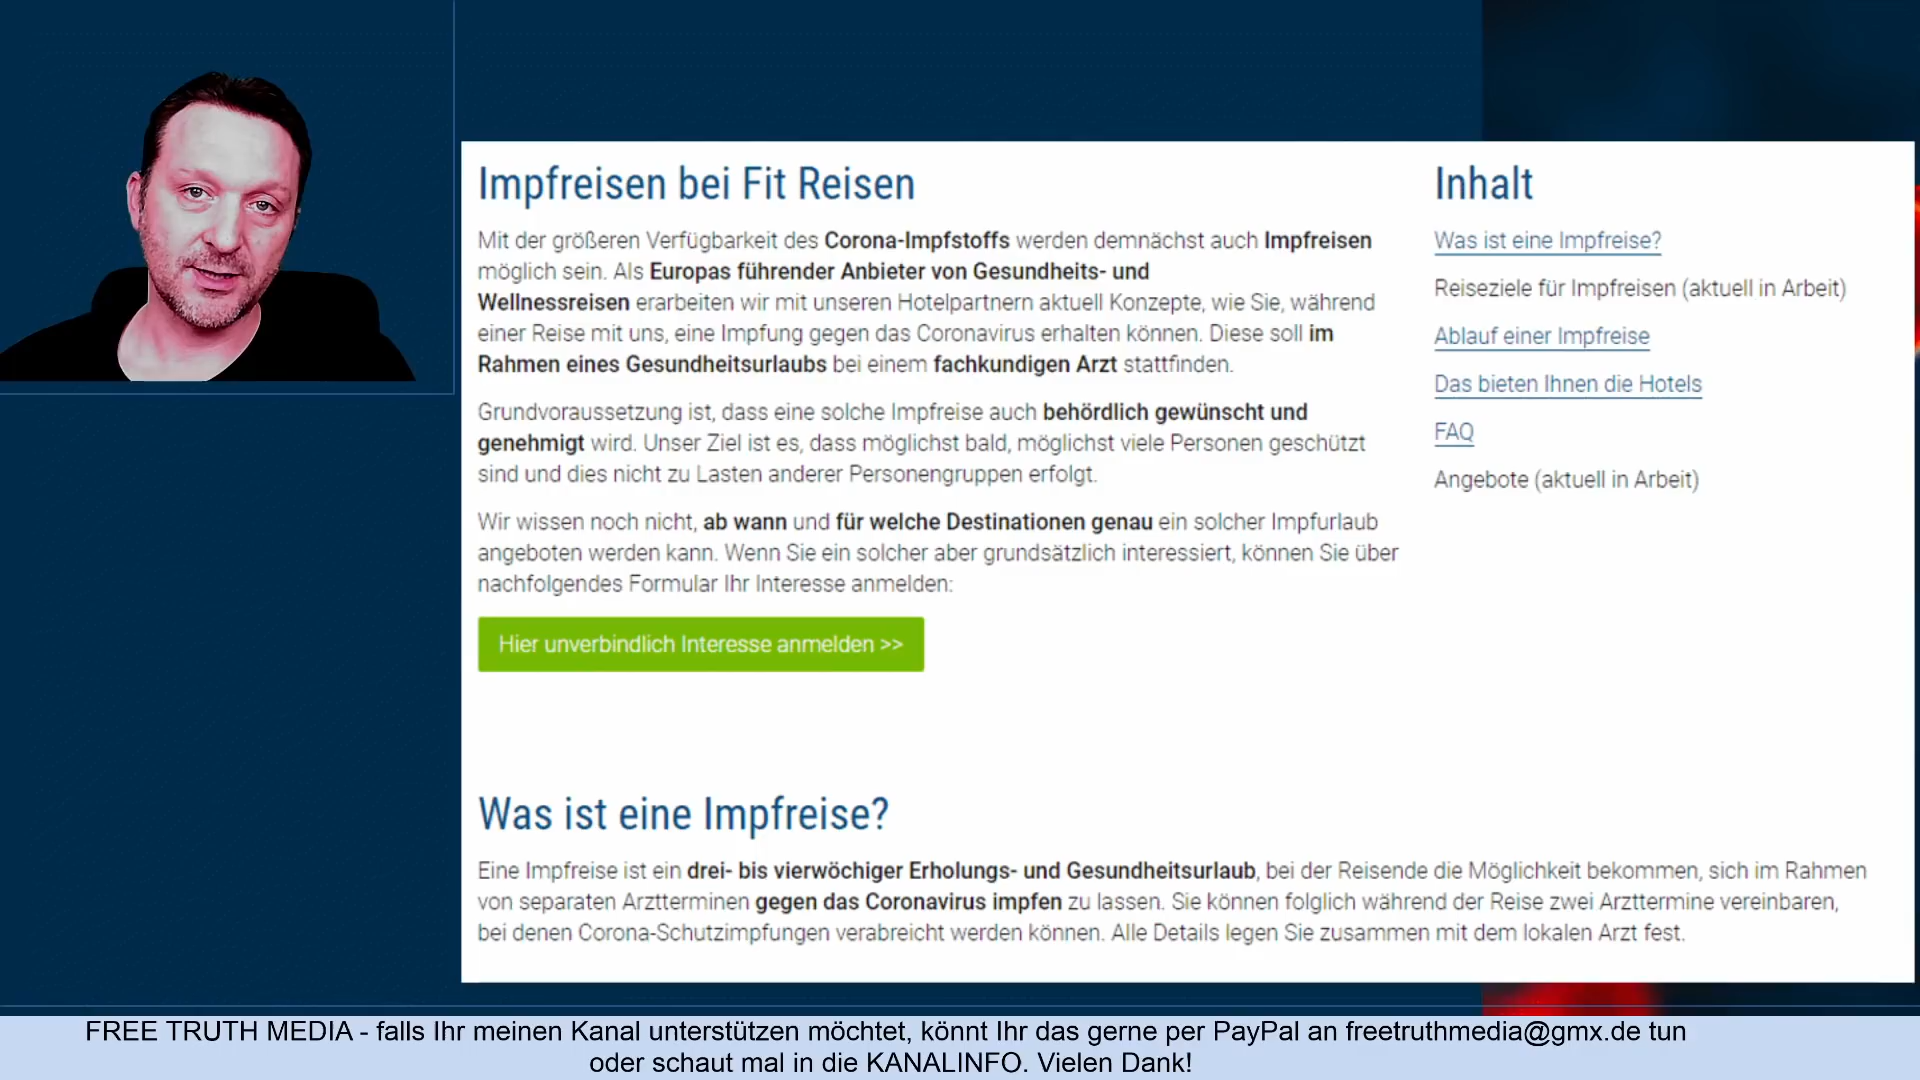 Impfreisen bei Fit Reisen
Mit der größeren Verfügbarkeit des Corona-Impfstoffs werden demnächst auch Impfreisen
möglich sein. Als Europas führender Anbieter von Gesundheits- und
Wellnessreisen erarbeiten wir mit unseren Hotelpartnern aktuell Konzepte, wie Sie, während
einer Reise mit uns, eine Impfung gegen das Coronavirus erhalten können. Diese soll im
Rahmen eines Gesundheitsurlaubs bei einem fachkundigen Arzt stattfinden.
Grundvoraussetzung ist, dass eine solche Impfreise auch behördlich gewünscht und
genehmigt wird. Unser Ziel ist es, dass möglichst bald, möglichst viele Personen geschützt
sind und dies nicht zu Lasten anderer Personengruppen erfolgt.
Wir wissen noch nicht, ab wann und für welche Destinationen genau ein solcher Impfurlaub
angeboten werden kann. Wenn Sie ein solcher aber grundsätzlich interessiert, können Sie über
nachfolgendes Formular Ihr Interesse anmelden:
Hier unverbindlich Interesse anmelden >>
Inhalt
Was ist eine Impfreise?
Reiseziele für Impfreisen (aktuell in Arbeit)
Ablauf einer Impfreise
Das bieten Ihnen die Hotels
FAQ
Angebote (aktuell in Arbeit)
Was ist eine Impfreise?
Eine Impfreise ist ein drei- bis vierwöchiger Erholungs- und Gesundheitsurlaub, bei der Reisende die Möglichkeit bekommen, sich im Rahmen
von separaten Arztterminen gegen das Coronavirus impfen zu lassen. Sie können folglich während der Reise zwei Arzttermine vereinbaren,
bei denen Corona-Schutzimpfungen verabreicht werden können. Alle Details legen Sie zusammen mit dem lokalen Arzt fest.
FREE TRUTH MEDIA - falls Ihr meinen Kanal unterstützen möchtet, könnt Ihr das gerne per PayPal an freetruthmedia@gmx.de tun
oder schaut mal in die KANALINFO. Vielen Dank!